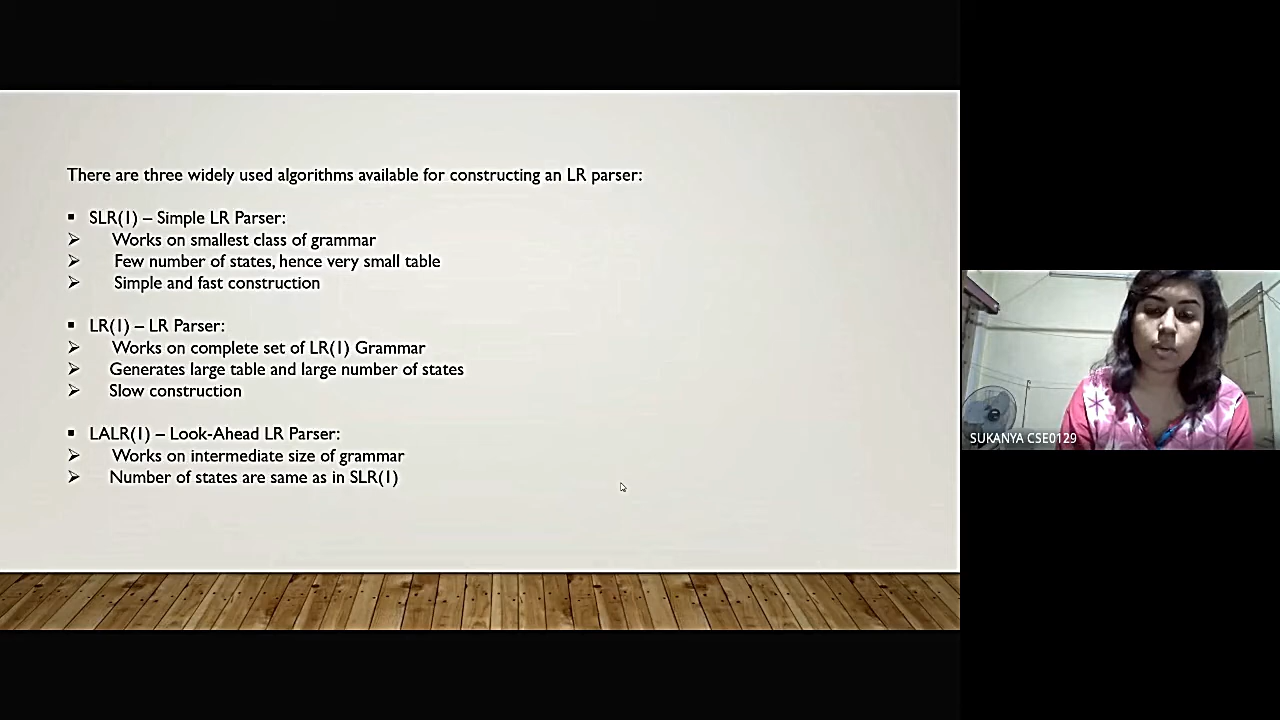 There are three widely used algorithms available for constructing an LR parser:
▪ SLR(1) – Simple LR Parser:
➢ Works on smallest class of grammar
➢ Few number of states, hence very small table
➢ Simple and fast construction
▪ LR(1) – LR Parser:
➢ Works on complete set of LR(1) Grammar
➢ Generates large table and large number of states
➢ Slow construction
▪ LALR(1) – Look-Ahead LR Parser:
➢ Works on intermediate size of grammar
➢ Number of states are same as in SLR(1)
SUKANYA CSE0129